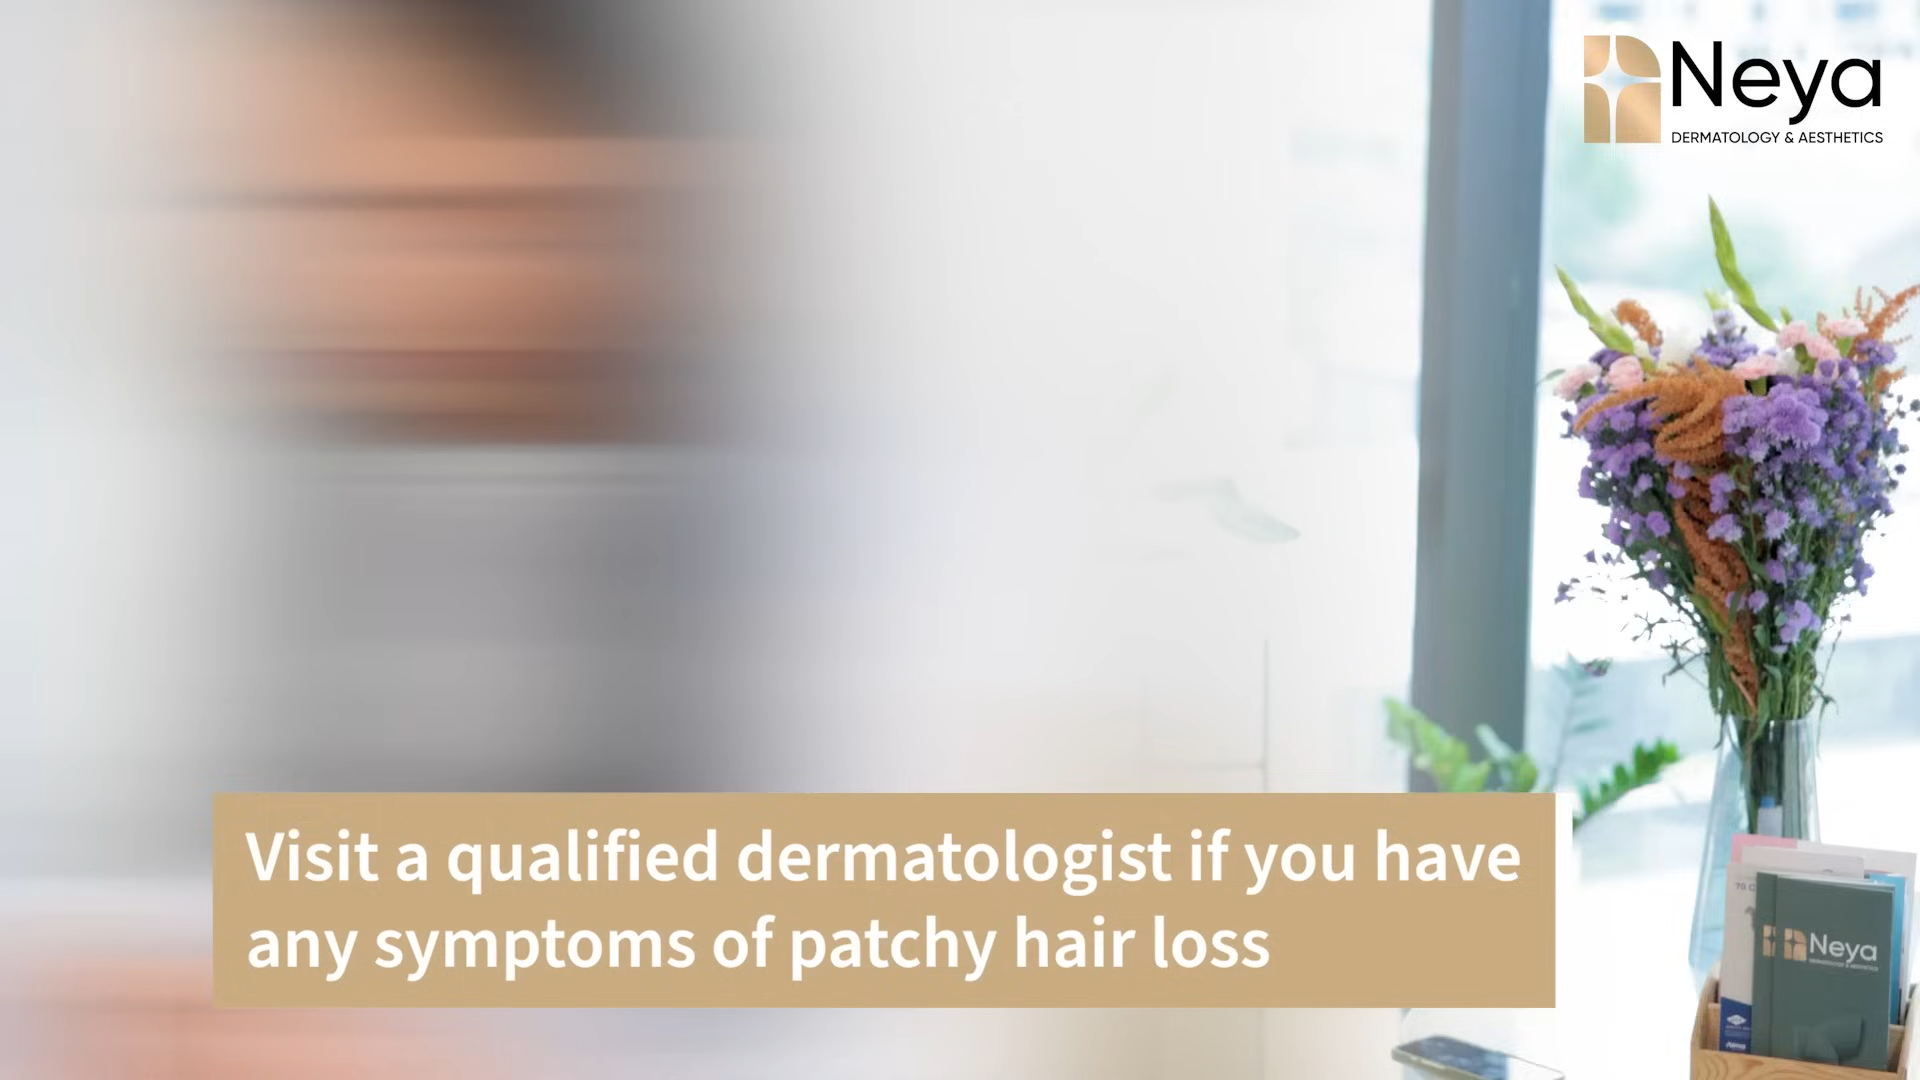 Neya
DERMATOLOGY & AESTHETICS
Visit a qualified dermatologist if you have
any symptoms of patchy hair loss
Neya